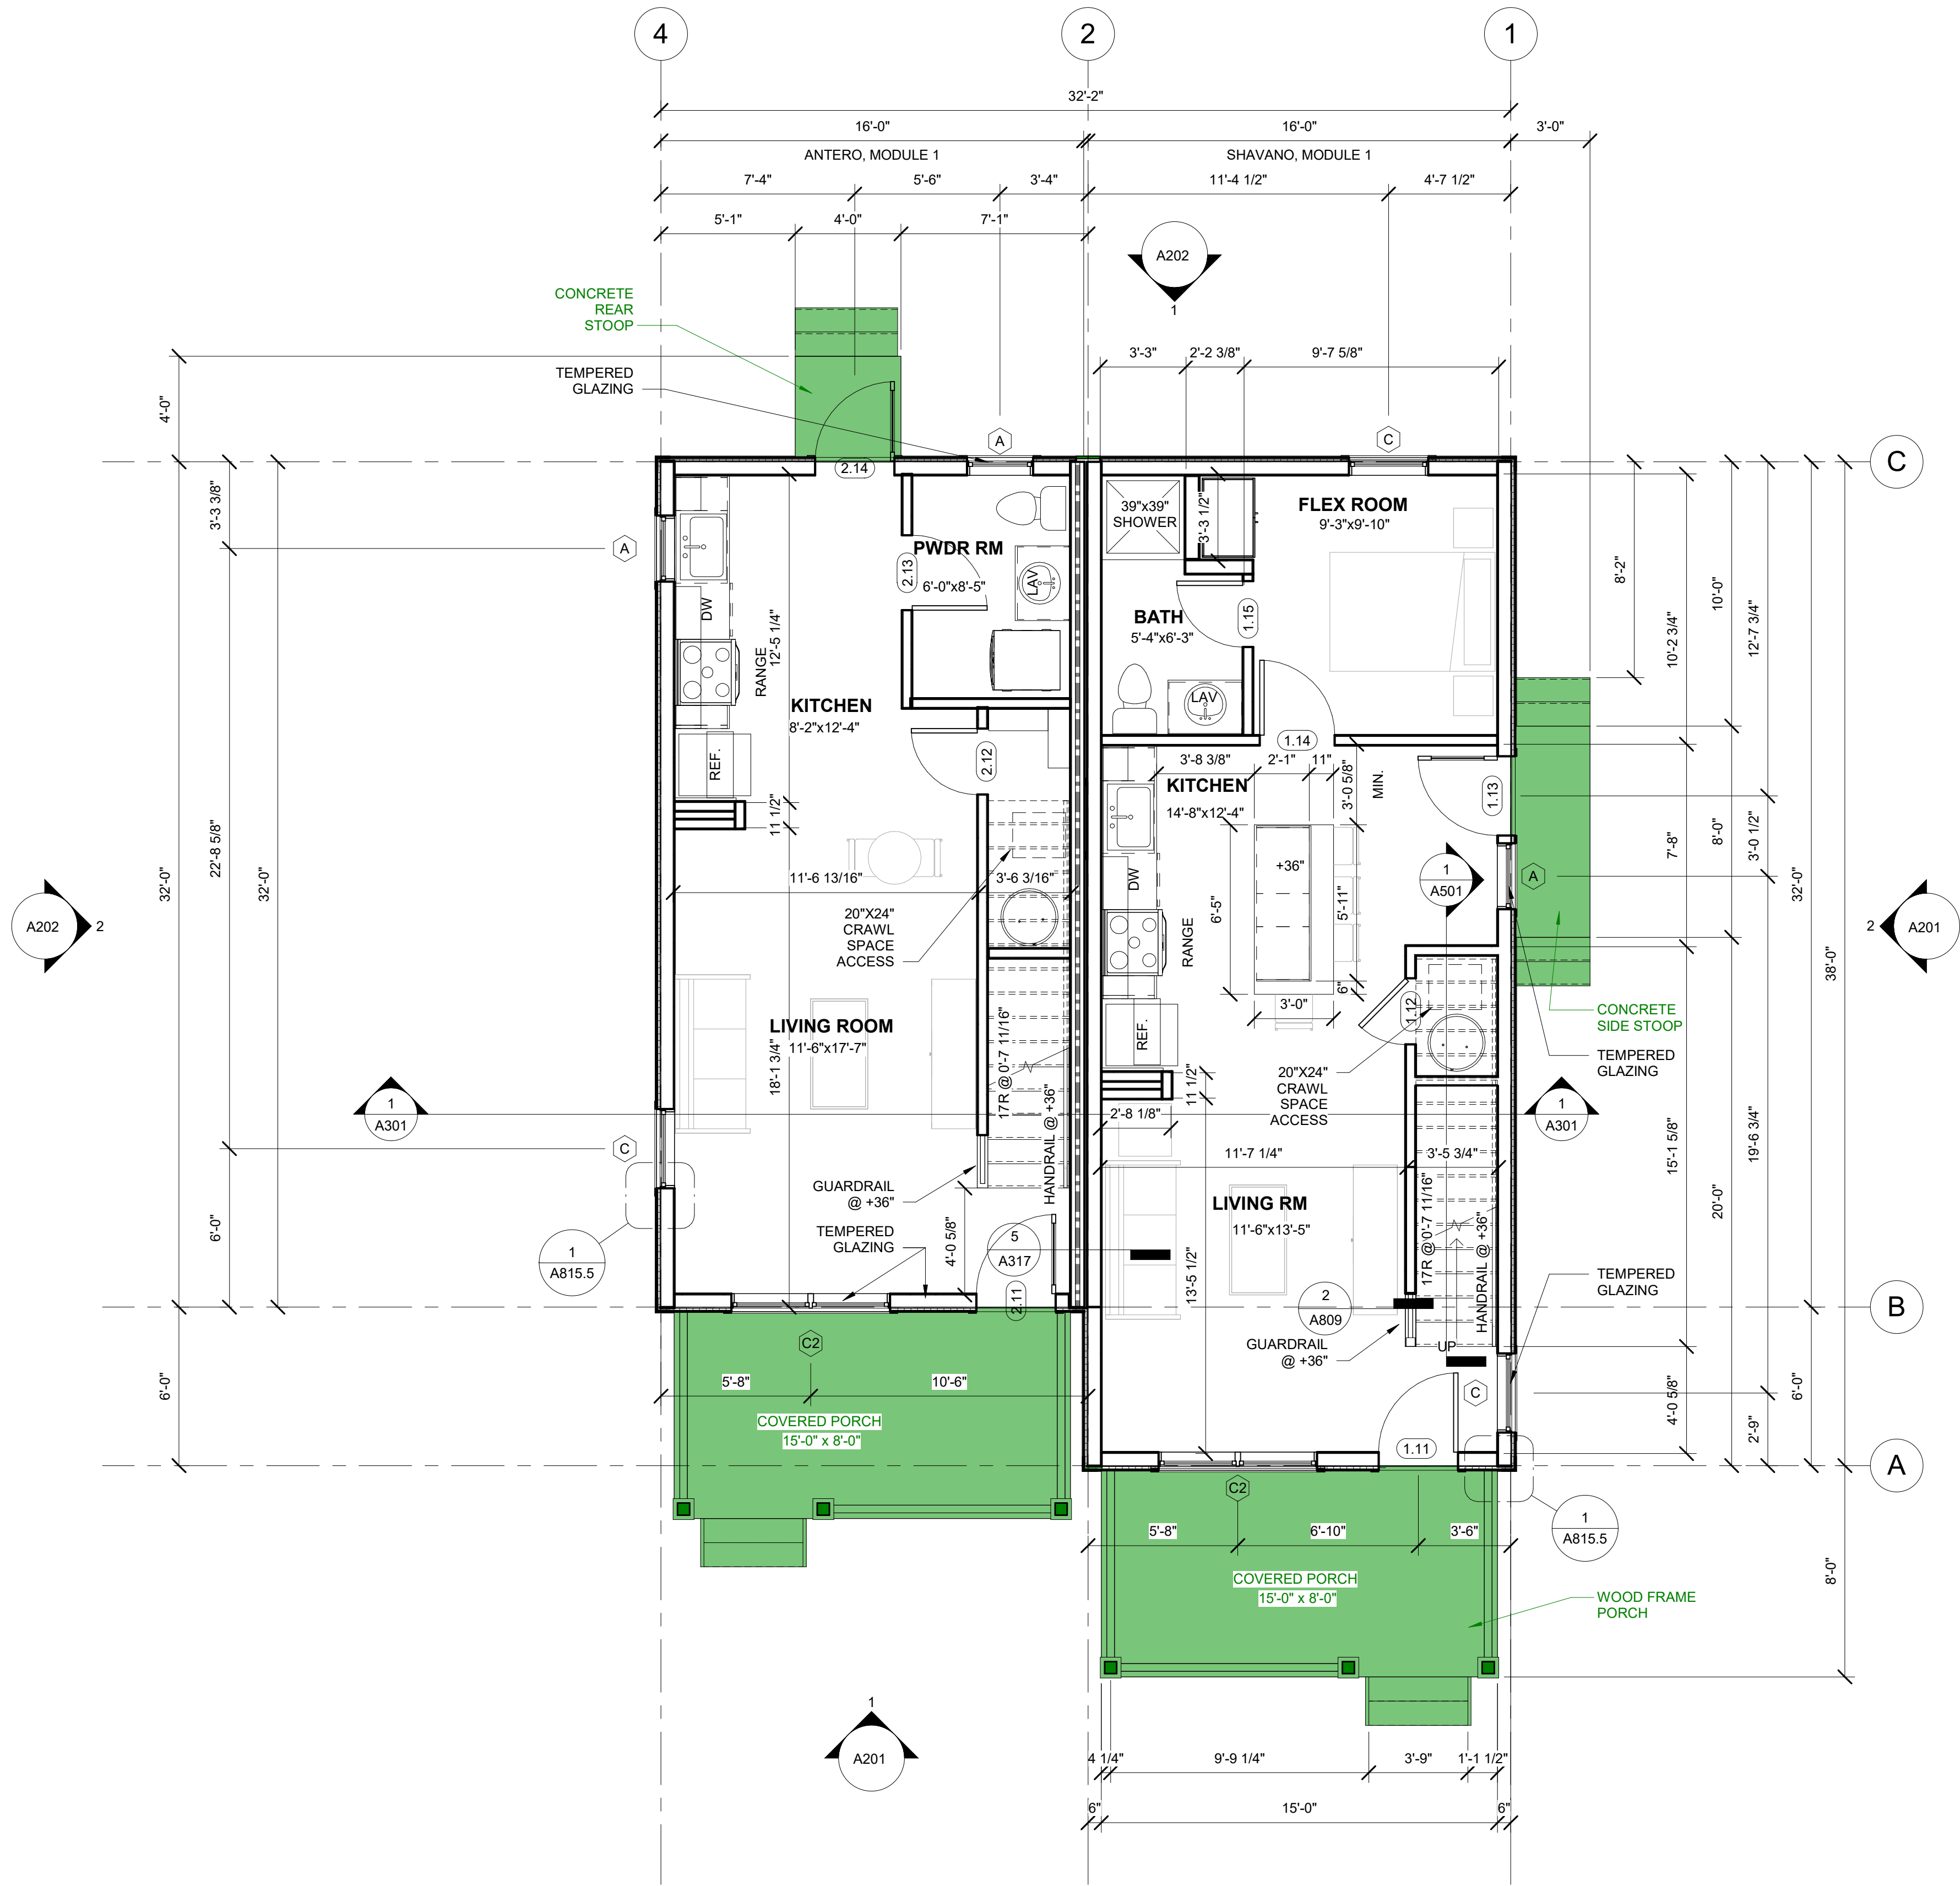 4
2
1
32'-2"
16'-0"
16'-0"
3'-0"
ANTERO, MODULE 1
SHAVANO, MODULE 1
7'-4"
5'-6"
3'-4"
11'-4 1/2"
4'-7 1/2"
5'-1"
4'-0"
7'-1"
A202
1
CONCRETE
REAR
STOOP
TEMPERED
GLAZING
3'-3"
2'-2 3/8"
9'-7 5/8"
4'-0"
A
C
C
2.14
3'-3 3/8"
39"x39"
SHOWER
3'-3 1/2"
FLEX ROOM
9'-3"x9'-10"
A
PWDR RM
6'-0"x8'-5"
2.13
LAV
DW
8'-2"
10'-0"
10'-2 3/4"
12'-7 3/4"
BATH
5'-4"x6'-3"
1.15
12'-5 1/4"
RANGE
KITCHEN
8'-2"x12'-4"
LAV
REF.
2.12
1.14
3'-8 3/8"
2'-1"
11"
3'-0 5/8"
MIN.
KITCHEN
14'-8"x12'-4"
1.13
11 1/2"
7'-8"
8'-0"
3'-0 1/2"
32'-0"
22'-8 5/8"
32'-0"
+36"
1
A501
A
DW
11'-6 13/16"
3'-6 3/16"
6'-5"
5'-11"
32'-0"
20"X24"
CRAWL
SPACE
ACCESS
RANGE
A202
2
2
A201
38'-0"
6"
3'-0"
1.12
CONCRETE
SIDE STOOP
LIVING ROOM
11'-6"x17'-7"
18'-1 3/4"
17R @ 0'-7 11/16"
HANDRAIL @ +36"
REF.
TEMPERED
GLAZING
20"X24"
CRAWL
SPACE
ACCESS
11 1/2"
2'-8 1/8"
1
A301
1
A301
C
11'-7 1/4"
3'-5 3/4"
15'-1 5/8"
19'-6 3/4"
GUARDRAIL
@ +36"
LIVING RM
11'-6"x13'-5"
17R @ 0'-7 11/16"
HANDRAIL @ +36"
20'-0"
6'-0"
TEMPERED
GLAZING
4'-0 5/8"
5
A317
1
A815.5
13'-5 1/2"
TEMPERED
GLAZING
2.11
2
A809
B
C2
GUARDRAIL
@ +36"
UP
6'-0"
5'-8"
10'-6"
C
4'-0 5/8"
2'-9"
6'-0"
COVERED PORCH
15'-0" x 8'-0"
1.11
A
C2
5'-8"
6'-10"
3'-6"
1
A815.5
COVERED PORCH
15'-0" x 8'-0"
8'-0"
WOOD FRAME
PORCH
1
A201
4 1/4"
9'-9 1/4"
3'-9"
1'-1 1/2"
6"
15'-0"
6"